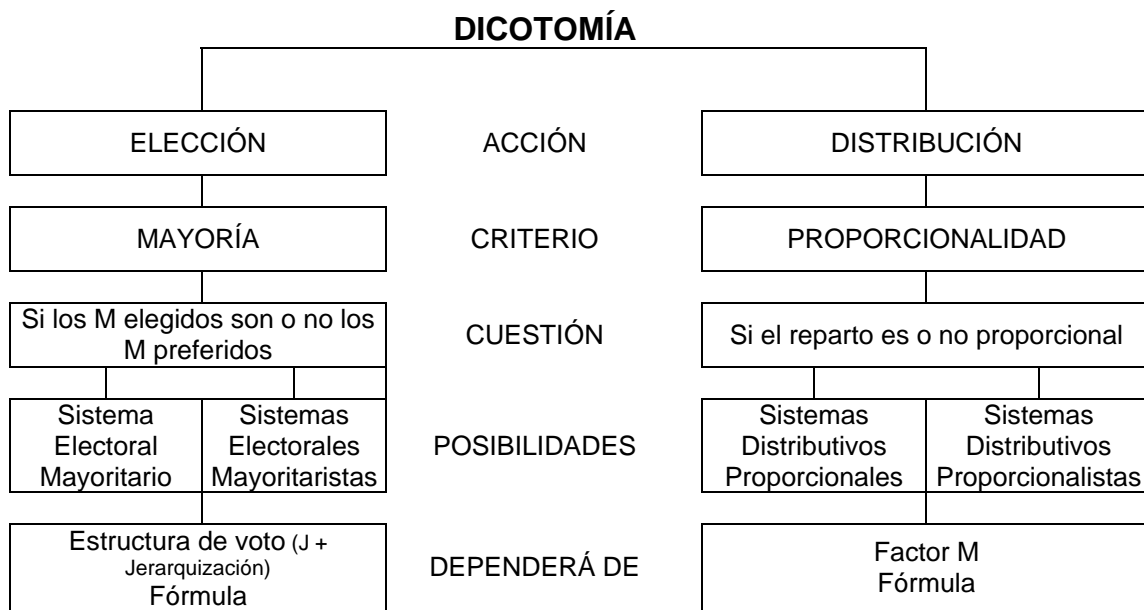 DICOTOMÍA
ELECCIÓN
ACCIÓN
DISTRIBUCIÓN
MAYORÍA
CRITERIO
PROPORCIONALIDAD
Si los M elegidos son o no los
M preferidos
CUESTIÓN
Si el reparto es o no proporcional
Sistema
Electoral
Mayoritario
Sistemas
Electorales
Mayoritaristas
POSIBILIDADES
Sistemas
Distributivos
Proporcionales
Sistemas
Distributivos
Proporcionalistas
Estructura de voto (J +
Jerarquización)
Fórmula
DEPENDERÁ DE
Factor M
Fórmula